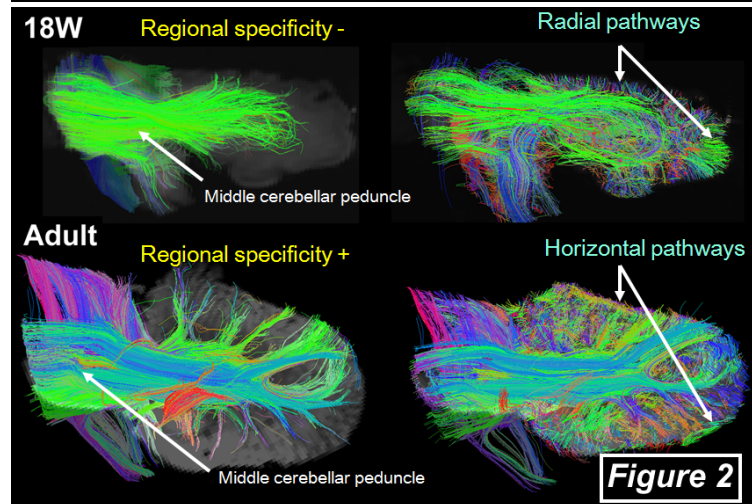 18W
Regional specificity -
Radial pathways
Middle cerebellar peduncle
Adult
Regional specificity +
Horizontal pathways
Middle cerebellar peduncle
Figure 2